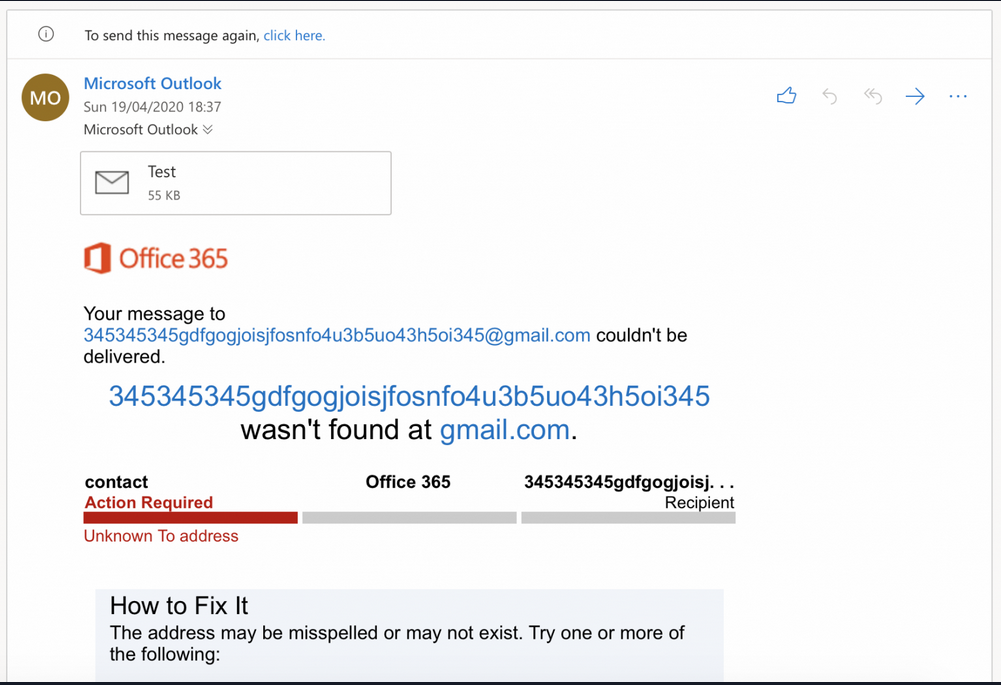 To send this message again, click here.
MO
Microsoft Outlook
Sun 19/04/2020 18:37
Microsoft Outlook
Test
55 KB
Office 365
Your message to
345345345gdfgogjoisjfosnfo4u3b5uo43h5oi345@gmail.com couldn't be
delivered.
345345345gdfgogjoisjfosnfo4u3b5uo43h5oi345
wasn't found at gmail.com.
contact Office 365 345345345gdfgogjoisj. . .
Action Required Recipient
Unknown To address
How to Fix It
The address may be misspelled or may not exist. Try one or more of
the following: